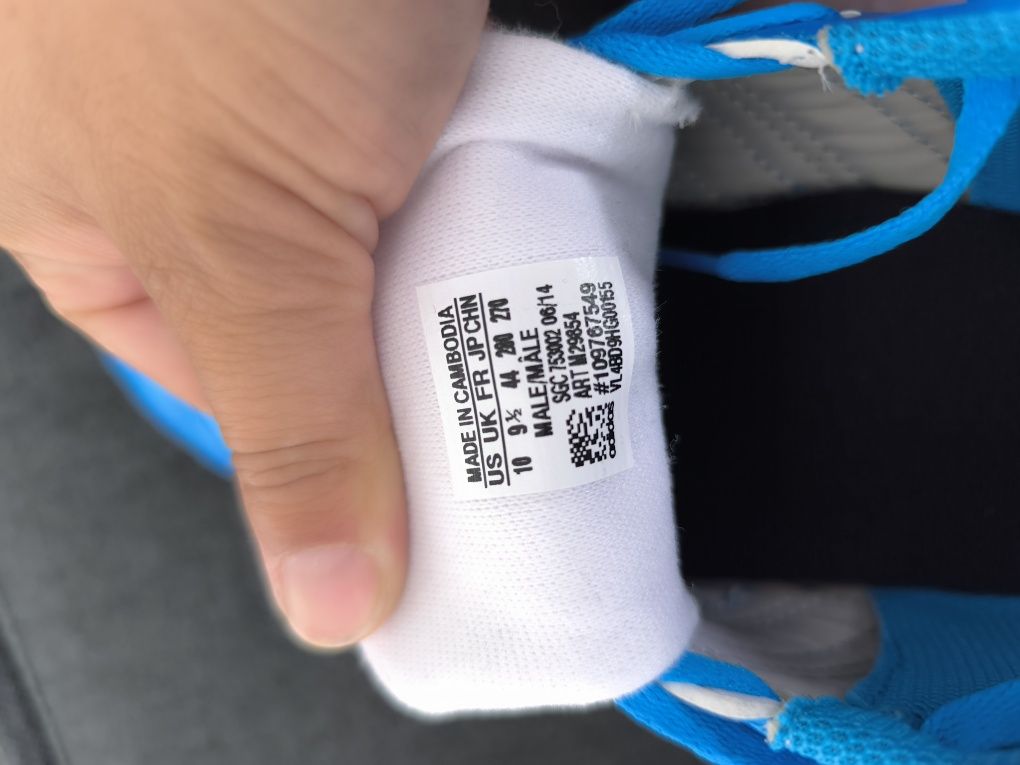 MADE IN CAMBODIA
US UK FR JP CHN
10 9½ 44 280 270
MALE/MÂLE
SGC 753002 06/14
ART M29854
#109767549
adidas VL4BD9HG00155